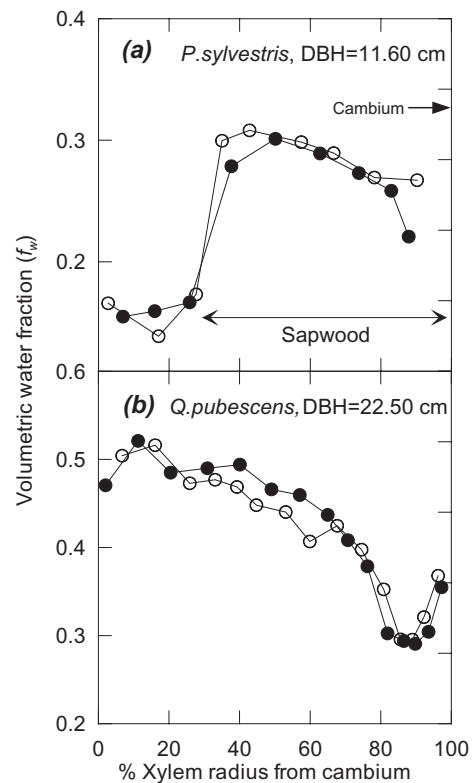 0.4
(a) P.sylvestris, DBH=11.60 cm
Cambium
0.3
0.2
Sapwood
Volumetric water fraction (fw)
0.6
(b) Q.pubescens, DBH=22.50 cm
0.5
0.4
0.3
0.2
0 20 40 60 80 100
% Xylem radius from cambium